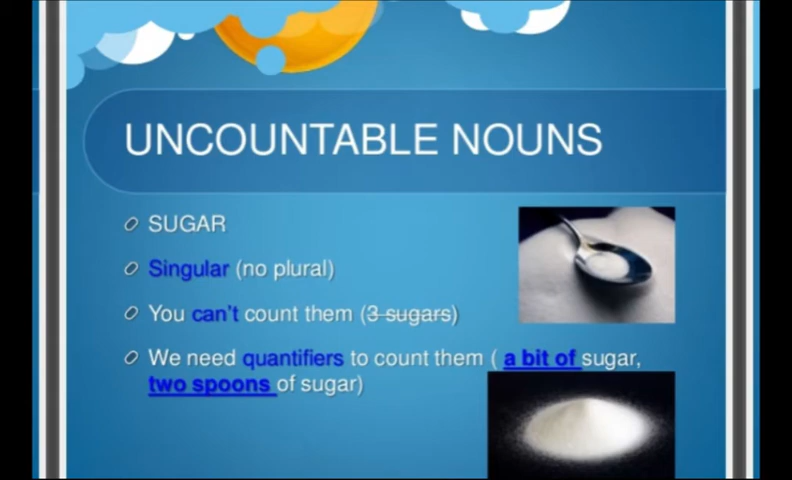 UNCOUNTABLE NOUNS
SUGAR
Singular (no plural)
You can't count them (3 sugars)
We need quantifiers to count them ( a bit of sugar,
two spoons of sugar)